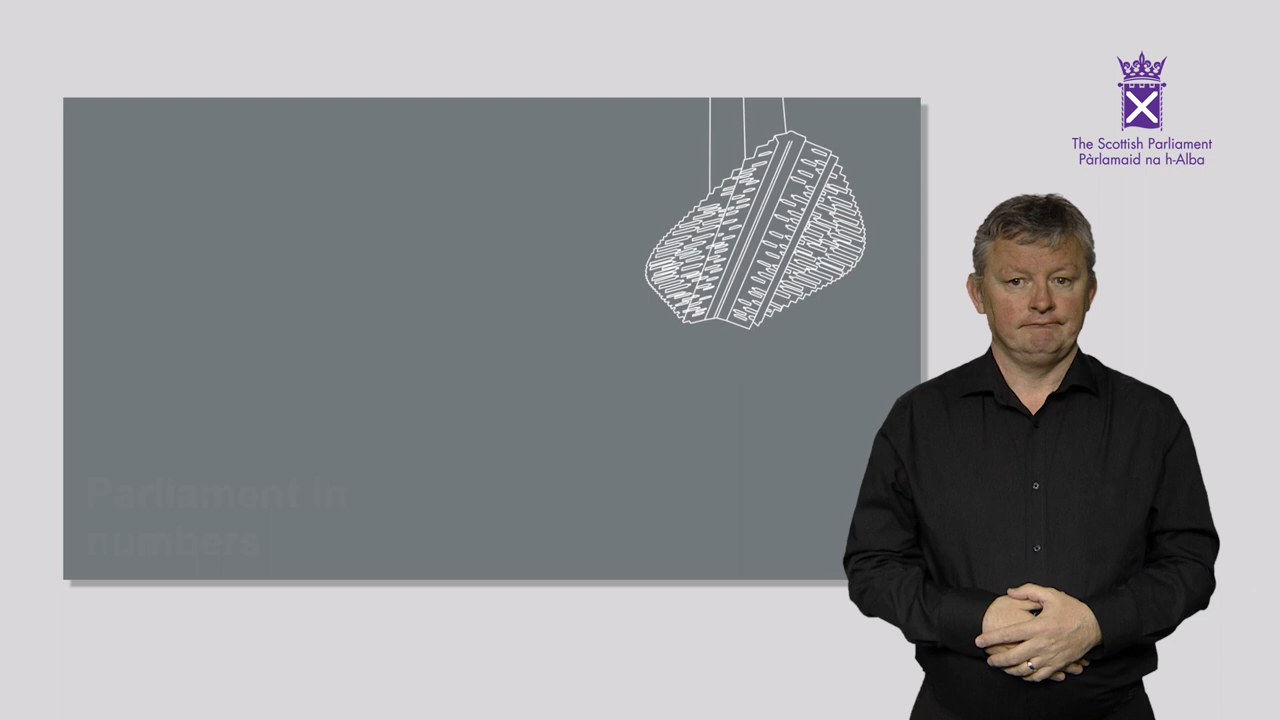 The Scottish Parliament
Pàrlamaid na h-Alba
Parliament in
numbers